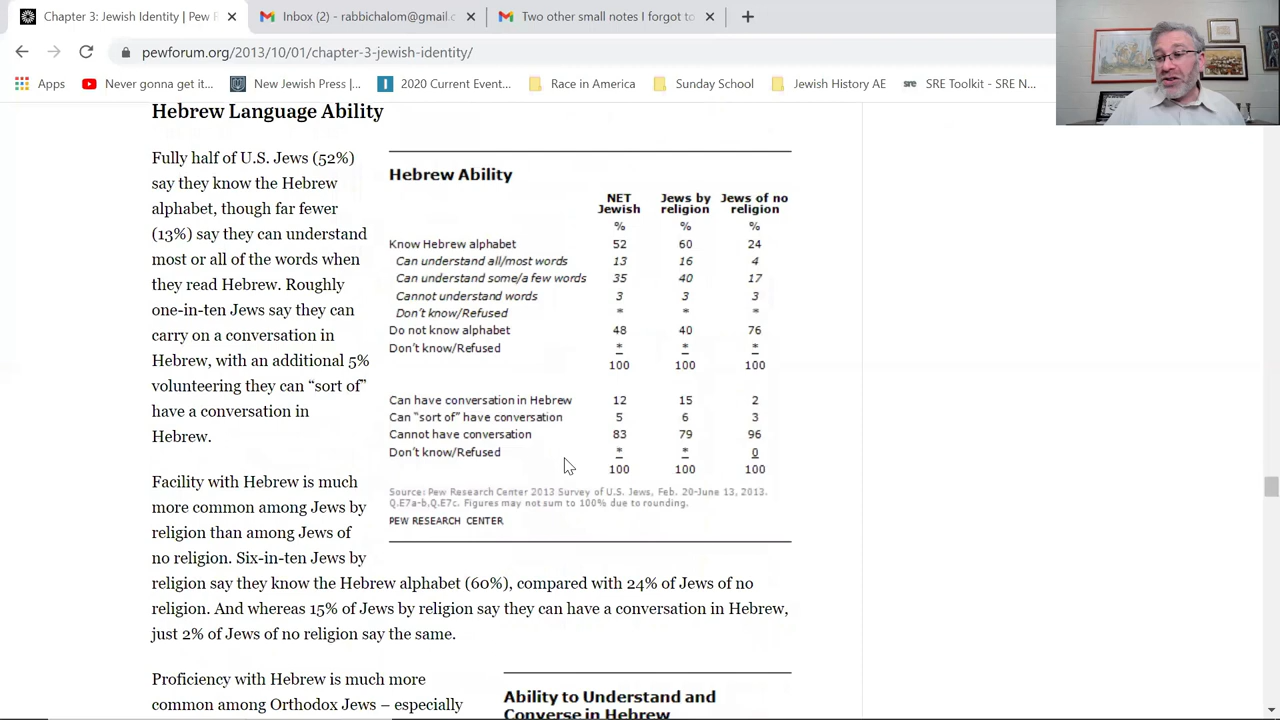 Chapter 3: Jewish Identity | Pew
Inbox (2) - rabbichalom@gmail
Two other small notes I forgot to
pewforum.org/2013/10/01/chapter-3-jewish-identity/
Apps
Never gonna get it...
New Jewish Press |...
2020 Current Event...
Race in America
Sunday School
Jewish History AE
sre
SRE Toolkit - SRE N...
Hebrew Language Ability
Fully half of U.S. Jews (52%)
say they know the Hebrew
alphabet, though far fewer
(13%) say they can understand
most or all of the words when
they read Hebrew. Roughly
one-in-ten Jews say they can
carry on a conversation in
Hebrew, with an additional 5%
volunteering they can “sort of”
have a conversation in
Hebrew.
Facility with Hebrew is much
more common among Jews by
religion than among Jews of
no religion. Six-in-ten Jews by
religion say they know the Hebrew alphabet (60%), compared with 24% of Jews of no
religion. And whereas 15% of Jews by religion say they can have a conversation in Hebrew,
just 2% of Jews of no religion say the same.
Hebrew Ability
NET Jews by Jews of no
Jewish religion religion
% % %
Know Hebrew alphabet 52 60 24
Can understand all/most words 13 16 4
Can understand some/a few words 35 40 17
Cannot understand words 3 3 3
Don’t know/Refused * * *
Do not know alphabet 48 40 76
Don’t know/Refused * * *
100 100 100
Can have conversation in Hebrew 12 15 2
Can “sort of” have conversation 5 6 3
Cannot have conversation 83 79 96
Don’t know/Refused * * 0
100 100 100
Source: Pew Research Center 2013 Survey of U.S. Jews, Feb. 20-June 13, 2013.
Q.E7a-b,Q.E7c. Figures may not sum to 100% due to rounding.
PEW RESEARCH CENTER
Proficiency with Hebrew is much more
common among Orthodox Jews – especially
Ability to Understand and
Converse in Hebrew